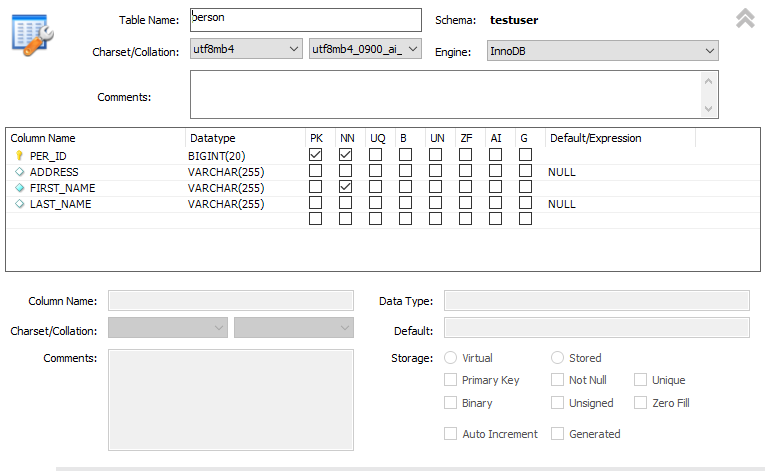 Table Name: person Schema: testuser
Charset/Collation: utf8mb4 utf8mb4_0900_ai_ Engine: InnoDB
Comments:
Column Name Datatype PK NN UQ B UN ZF AI G Default/Expression
PER_ID BIGINT(20)
ADDRESS VARCHAR(255) NULL
FIRST_NAME VARCHAR(255)
LAST_NAME VARCHAR(255) NULL
Column Name: Data Type:
Charset/Collation: Default:
Comments: Storage: Virtual Stored
Primary Key Not Null Unique
Binary Unsigned Zero Fill
Auto Increment Generated